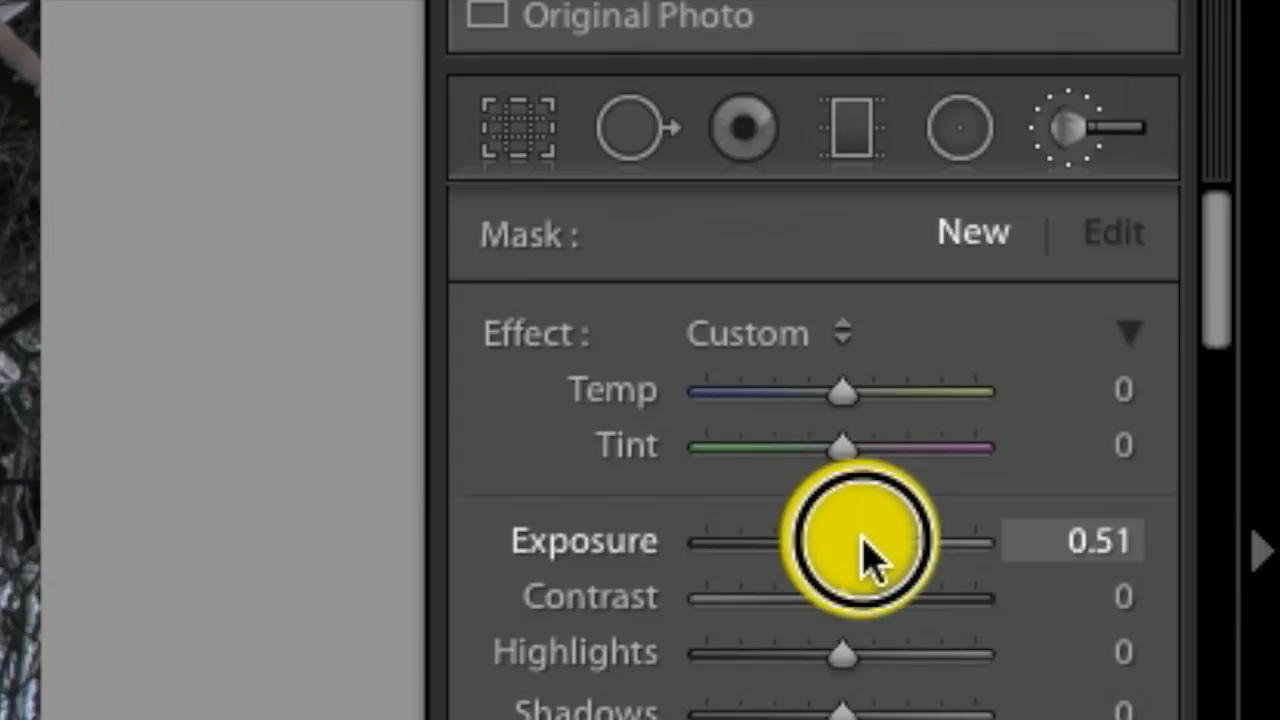 Original Photo
Mask : New | Edit
Effect : Custom
Temp 0
Tint 0
Exposure 0.51
Contrast 0
Highlights 0
Shadows 0